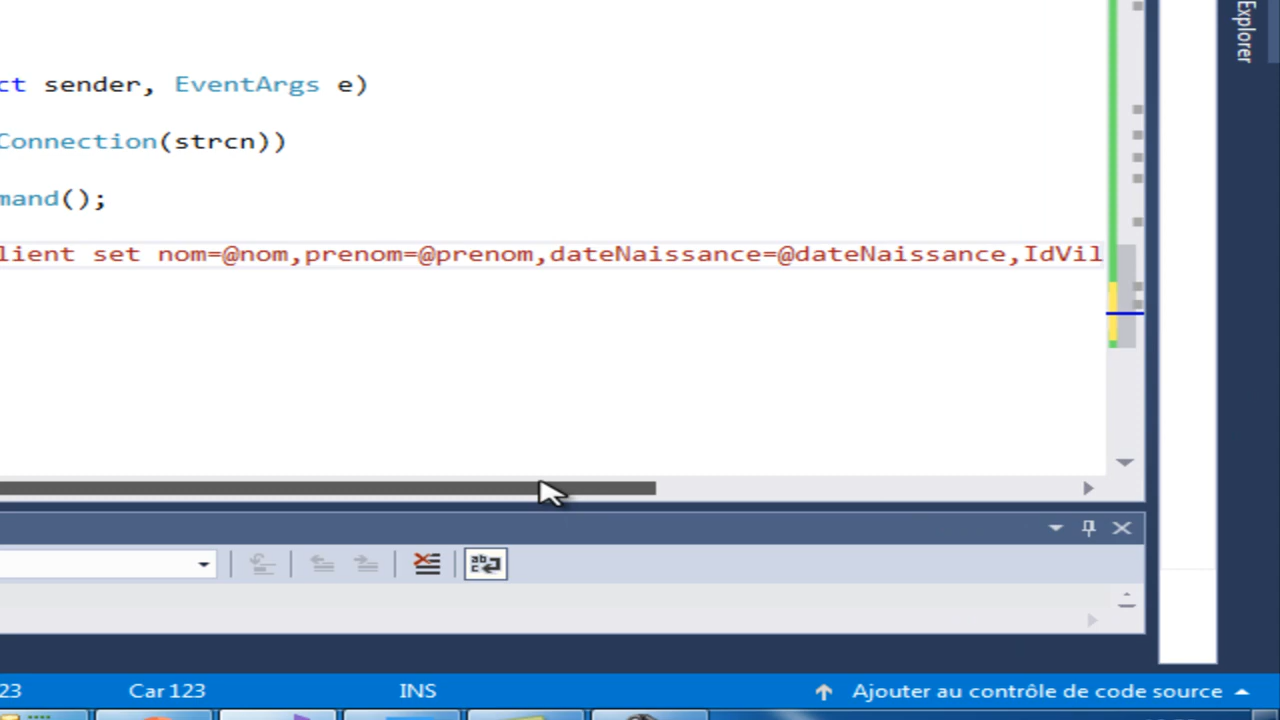 Explorer
ct sender, EventArgs e)
Connection(strcn))
mand();
lient set nom=@nom,prenom=@prenom,dateNaissance=@dateNaissance,IdVil
23 Car 123 INS Ajouter au contrôle de code source